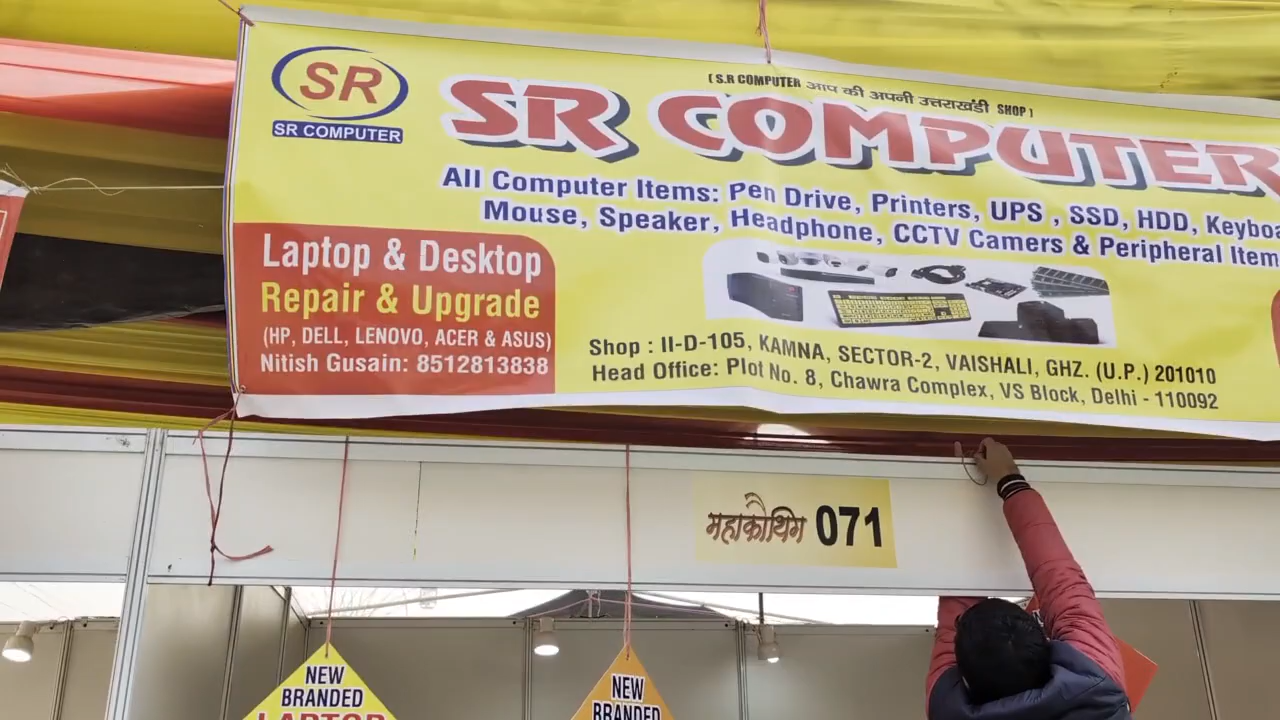 SR
SR COMPUTER
( S.R COMPUTER आप की अपनी उत्तराखंडी SHOP )
SR COMPUTER
All Computer Items: Pen Drive, Printers, UPS , SSD, HDD,
Mouse, Speaker, Headphone, CCTV Camers & Peripheral
Laptop & Desktop
Repair & Upgrade
(HP, DELL, LENOVO, ACER & ASUS)
Nitish Gusain: 8512813838
Shop : II-D-105, KAMNA, SECTOR-2, VAISHALI, GHZ. (U.P.) 201010
Head Office: Plot No. 8, Chawra Complex, VS Block, Delhi - 110092
महाकौथिग 071
NEW
BRANDED
LAPTOP
NEW
BRANDED